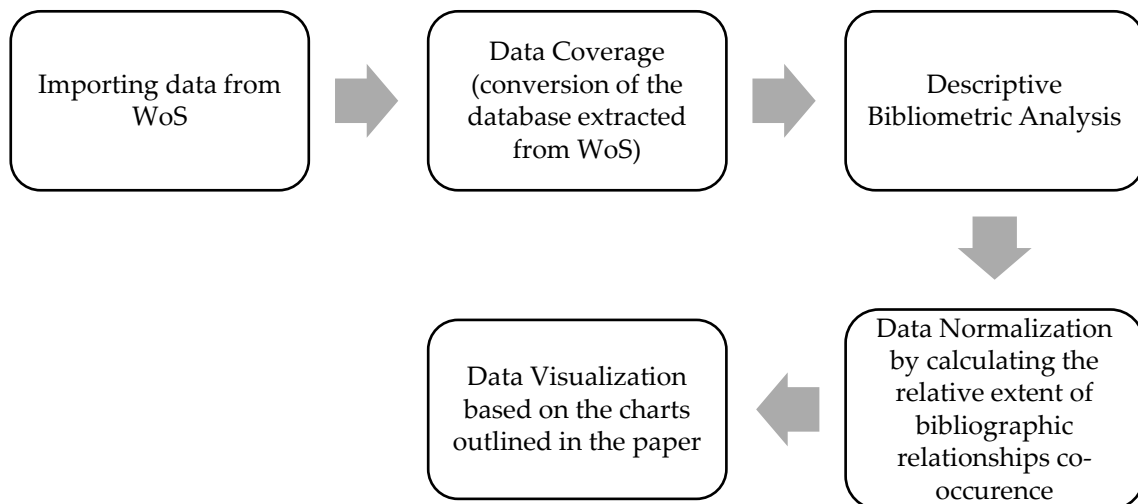 Importing data from
WoS
Data Coverage
(conversion of the
database extracted
from WoS)
Descriptive
Bibliometric Analysis
Data Normalization
by calculating the
relative extent of
bibliographic
relationships co-
occurence
Data Visualization
based on the charts
outlined in the paper